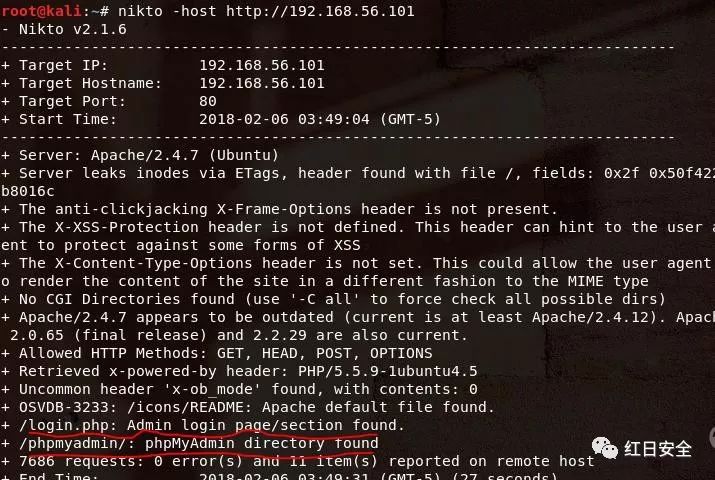 root@kali:~# nikto -host http://192.168.56.101
- Nikto v2.1.6
---------------------------------------------------------------------------
+ Target IP: 192.168.56.101
+ Target Hostname: 192.168.56.101
+ Target Port: 80
+ Start Time: 2018-02-06 03:49:04 (GMT-5)
---------------------------------------------------------------------------
+ Server: Apache/2.4.7 (Ubuntu)
+ Server leaks inodes via ETags, header found with file /, fields: 0x2f 0x50f422
b8016c
+ The anti-clickjacking X-Frame-Options header is not present.
+ The X-XSS-Protection header is not defined. This header can hint to the user a
ent to protect against some forms of XSS
+ The X-Content-Type-Options header is not set. This could allow the user agent
o render the content of the site in a different fashion to the MIME type
+ No CGI Directories found (use '-C all' to force check all possible dirs)
+ Apache/2.4.7 appears to be outdated (current is at least Apache/2.4.12). Apac
2.0.65 (final release) and 2.2.29 are also current.
+ Allowed HTTP Methods: GET, HEAD, POST, OPTIONS
+ Retrieved x-powered-by header: PHP/5.5.9-1ubuntu4.5
+ Uncommon header 'x-ob_mode' found, with contents: 0
+ OSVDB-3233: /icons/README: Apache default file found.
+ /login.php: Admin login page/section found.
+ /phpmyadmin/: phpMyAdmin directory found
+ 7686 requests: 0 error(s) and 11 item(s) reported on remote host
+ End Time: 2018-02-06 03:49:31 (GMT-5) (27 seconds)
红日安全